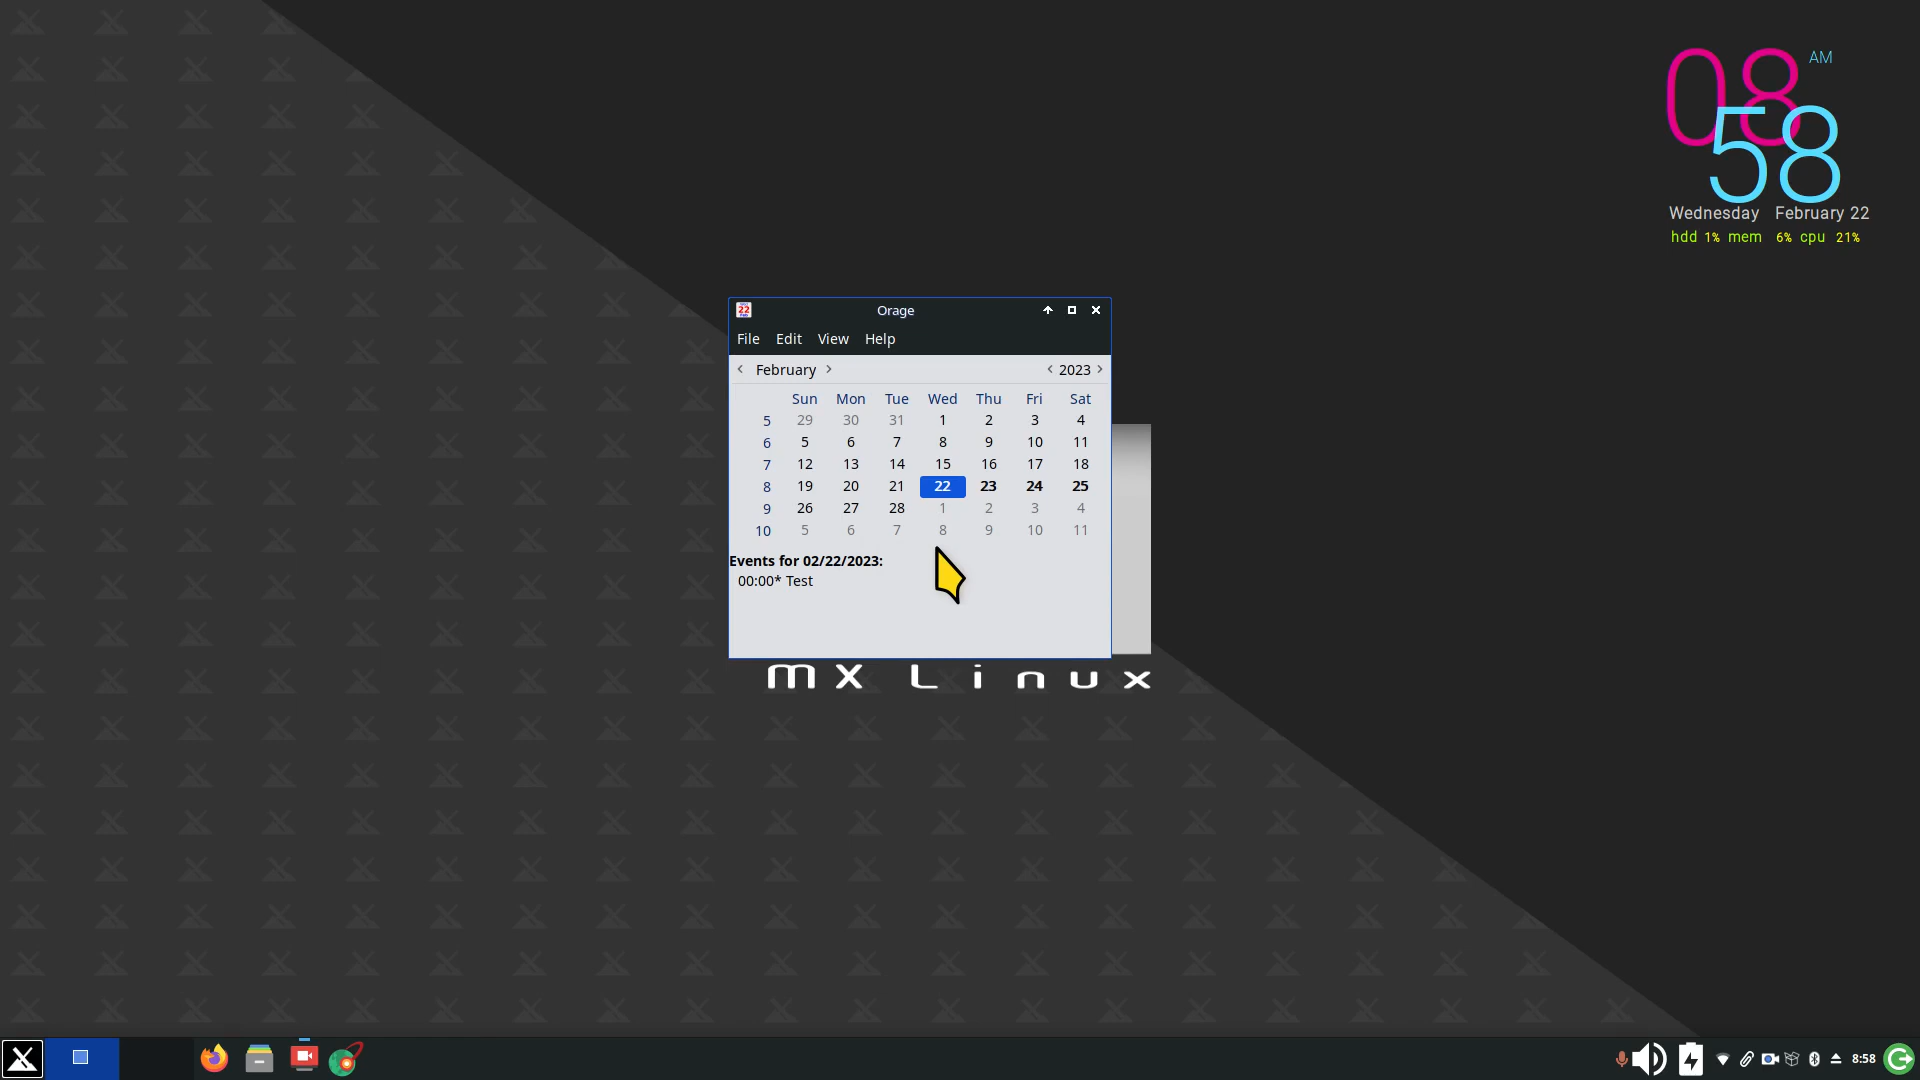 08 AM
58
Wednesday February 22
hdd 1% mem 6% cpu 21%
22
Orage
File Edit View Help
February 2023
Sun Mon Tue Wed Thu Fri Sat
5 29 30 31 1 2 3 4
6 5 6 7 8 9 10 11
7 12 13 14 15 16 17 18
8 19 20 21 22 23 24 25
9 26 27 28 1 2 3 4
10 5 6 7 8 9 10 11
Events for 02/22/2023:
00:00* Test
mx Linux
8:58